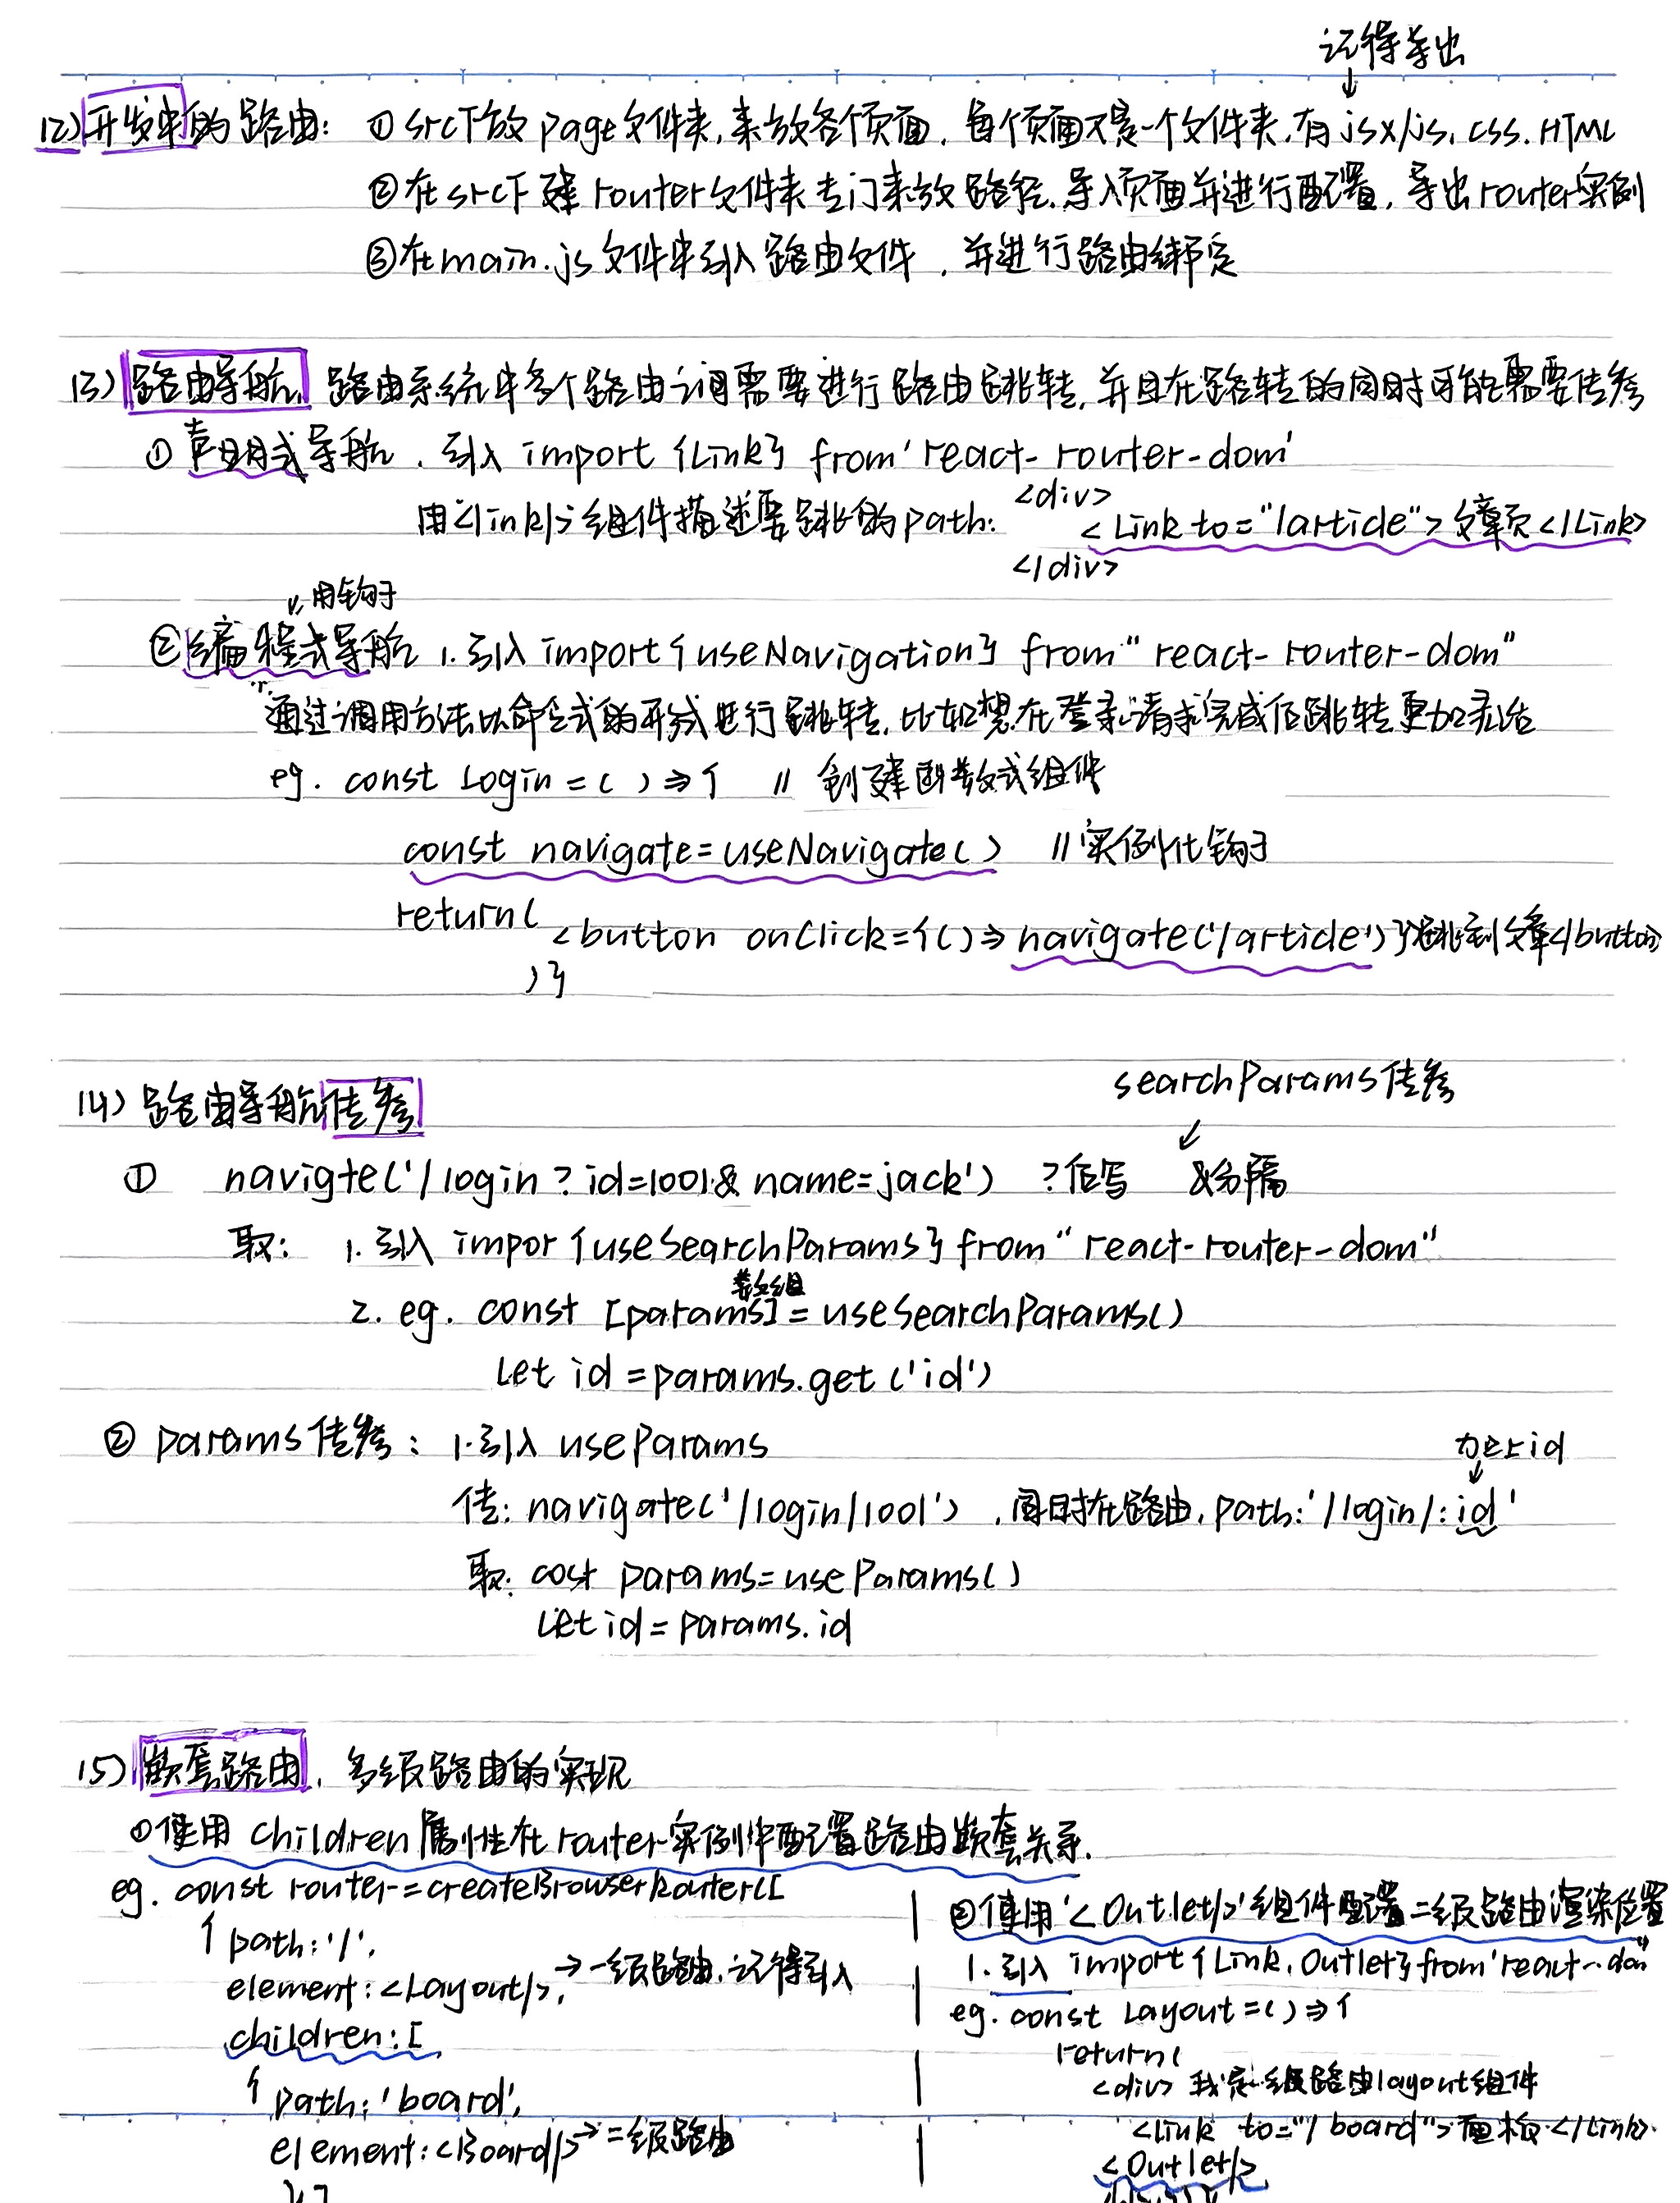 记得导出
↓
12) 开发中的路由: ① src下放page文件夹,来放各个页面,每个页面又是一个文件夹,有jsx/js, css, HTML
②在src下建router文件夹专门来放路径,导入页面并进行配置,导出router实例
③在main.js文件中引入路由文件,并进行路由绑定
13) 路由导航, 路由系统中多个路由之间需要进行路由跳转,并且在路转的同时可能需要传参
①声明式导航,引入 import {Link} from 'react-router-dom'
用<link/>组件描述要跳的path:
<div>
<Link to="/article">文章页</Link>
</div>
↙用钩子
②编程式导航 1.引入 import {useNavigation} from "react-router-dom"
通过调用方法以命令式的形式进行跳转,比如想在登录请求完成后跳转更加灵活
eg. const Login = ( ) => { // 创建函数式组件
const navigate = useNavigate( ) // 实例化钩子
return(
<button onClick={()=> navigate('/article')}>跳到文章</button>
)}
14) 路由导航传参
searchParams传参
↙
① navigte('/login?id=1001&name=jack') ?后写 &分隔
取: 1.引入 impor {useSearchParams} from "react-router-dom"
数组
2. eg. const [params] = useSearchParams()
let id = params.get('id')
② params传参: 1.引入 useParams
id
↓
传: navigate('/login/1001') ,同时在路由,path:'/login/:id'
取: cost params=useParams()
let id = params.id
15) 嵌套路由, 多级路由的实现
①使用 children属性在router实例中配置路由嵌套关系.
eg. const router=createBrowserRouter([
{ path:'/',
element:<Layout/>, →一级路由,记得引入
children:[
{ path:'board',
element:<Board/> →二级路由
}]
②使用'<Outlet/>'组件配置二级路由渲染位置
1.引入 import {Link, Outlet} from 'react--dom"
eg. const Layout=()=>{
return(
<div> 我是一级路由layout组件
<Link to="/board">面板</Link>
<Outlet/>